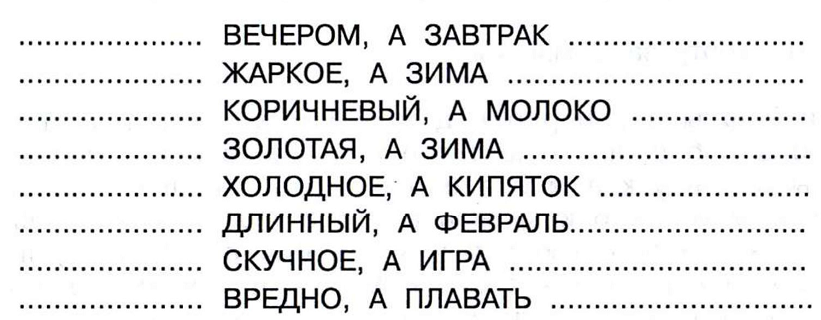 .................... ВЕЧЕРОМ, А ЗАВТРАК ..........................
.................... ЖАРКОЕ, А ЗИМА .................................
.................... КОРИЧНЕВЫЙ, А МОЛОКО ...................
.................... ЗОЛОТАЯ, А ЗИМА ................................
.................... ХОЛОДНОЕ, А КИПЯТОК .......................
.................... ДЛИННЫЙ, А ФЕВРАЛЬ..........................
.................... СКУЧНОЕ, А ИГРА .................................
.................... ВРЕДНО, А ПЛАВАТЬ .............................